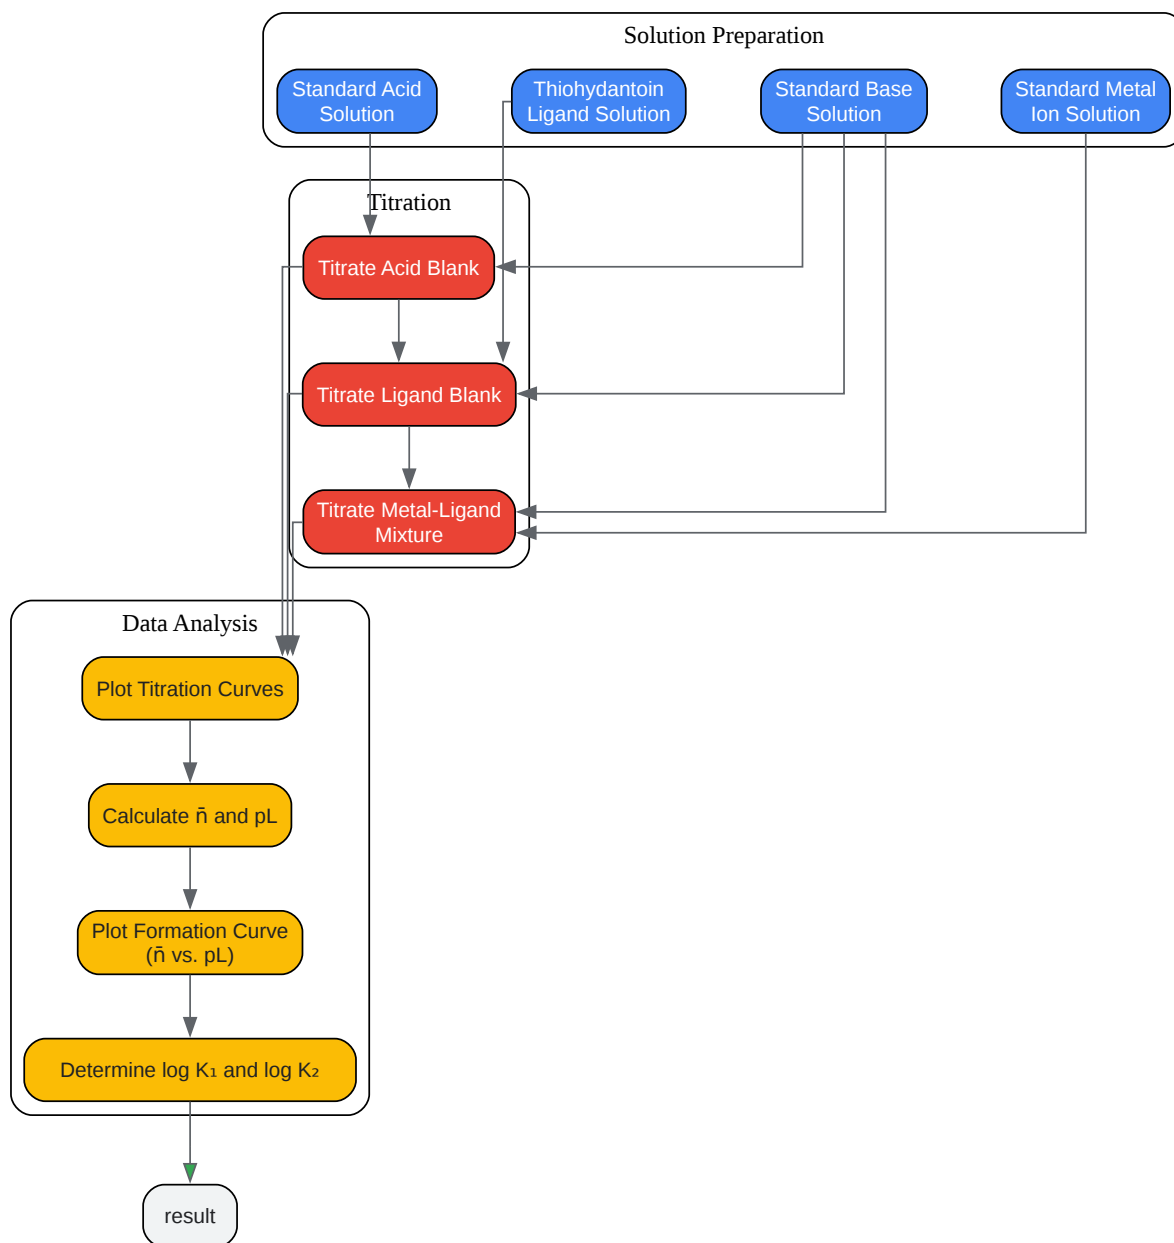 Solution Preparation
Standard Acid
Solution
Thiohydantoin
Ligand Solution
Standard Base
Solution
Standard Metal
Ion Solution
Titration
Titrate Acid Blank
Titrate Ligand Blank
Titrate Metal-Ligand
Mixture
Data Analysis
Plot Titration Curves
Calculate n̄ and pL
Plot Formation Curve
(n̄ vs. pL)
Determine log K₁ and log K₂
result